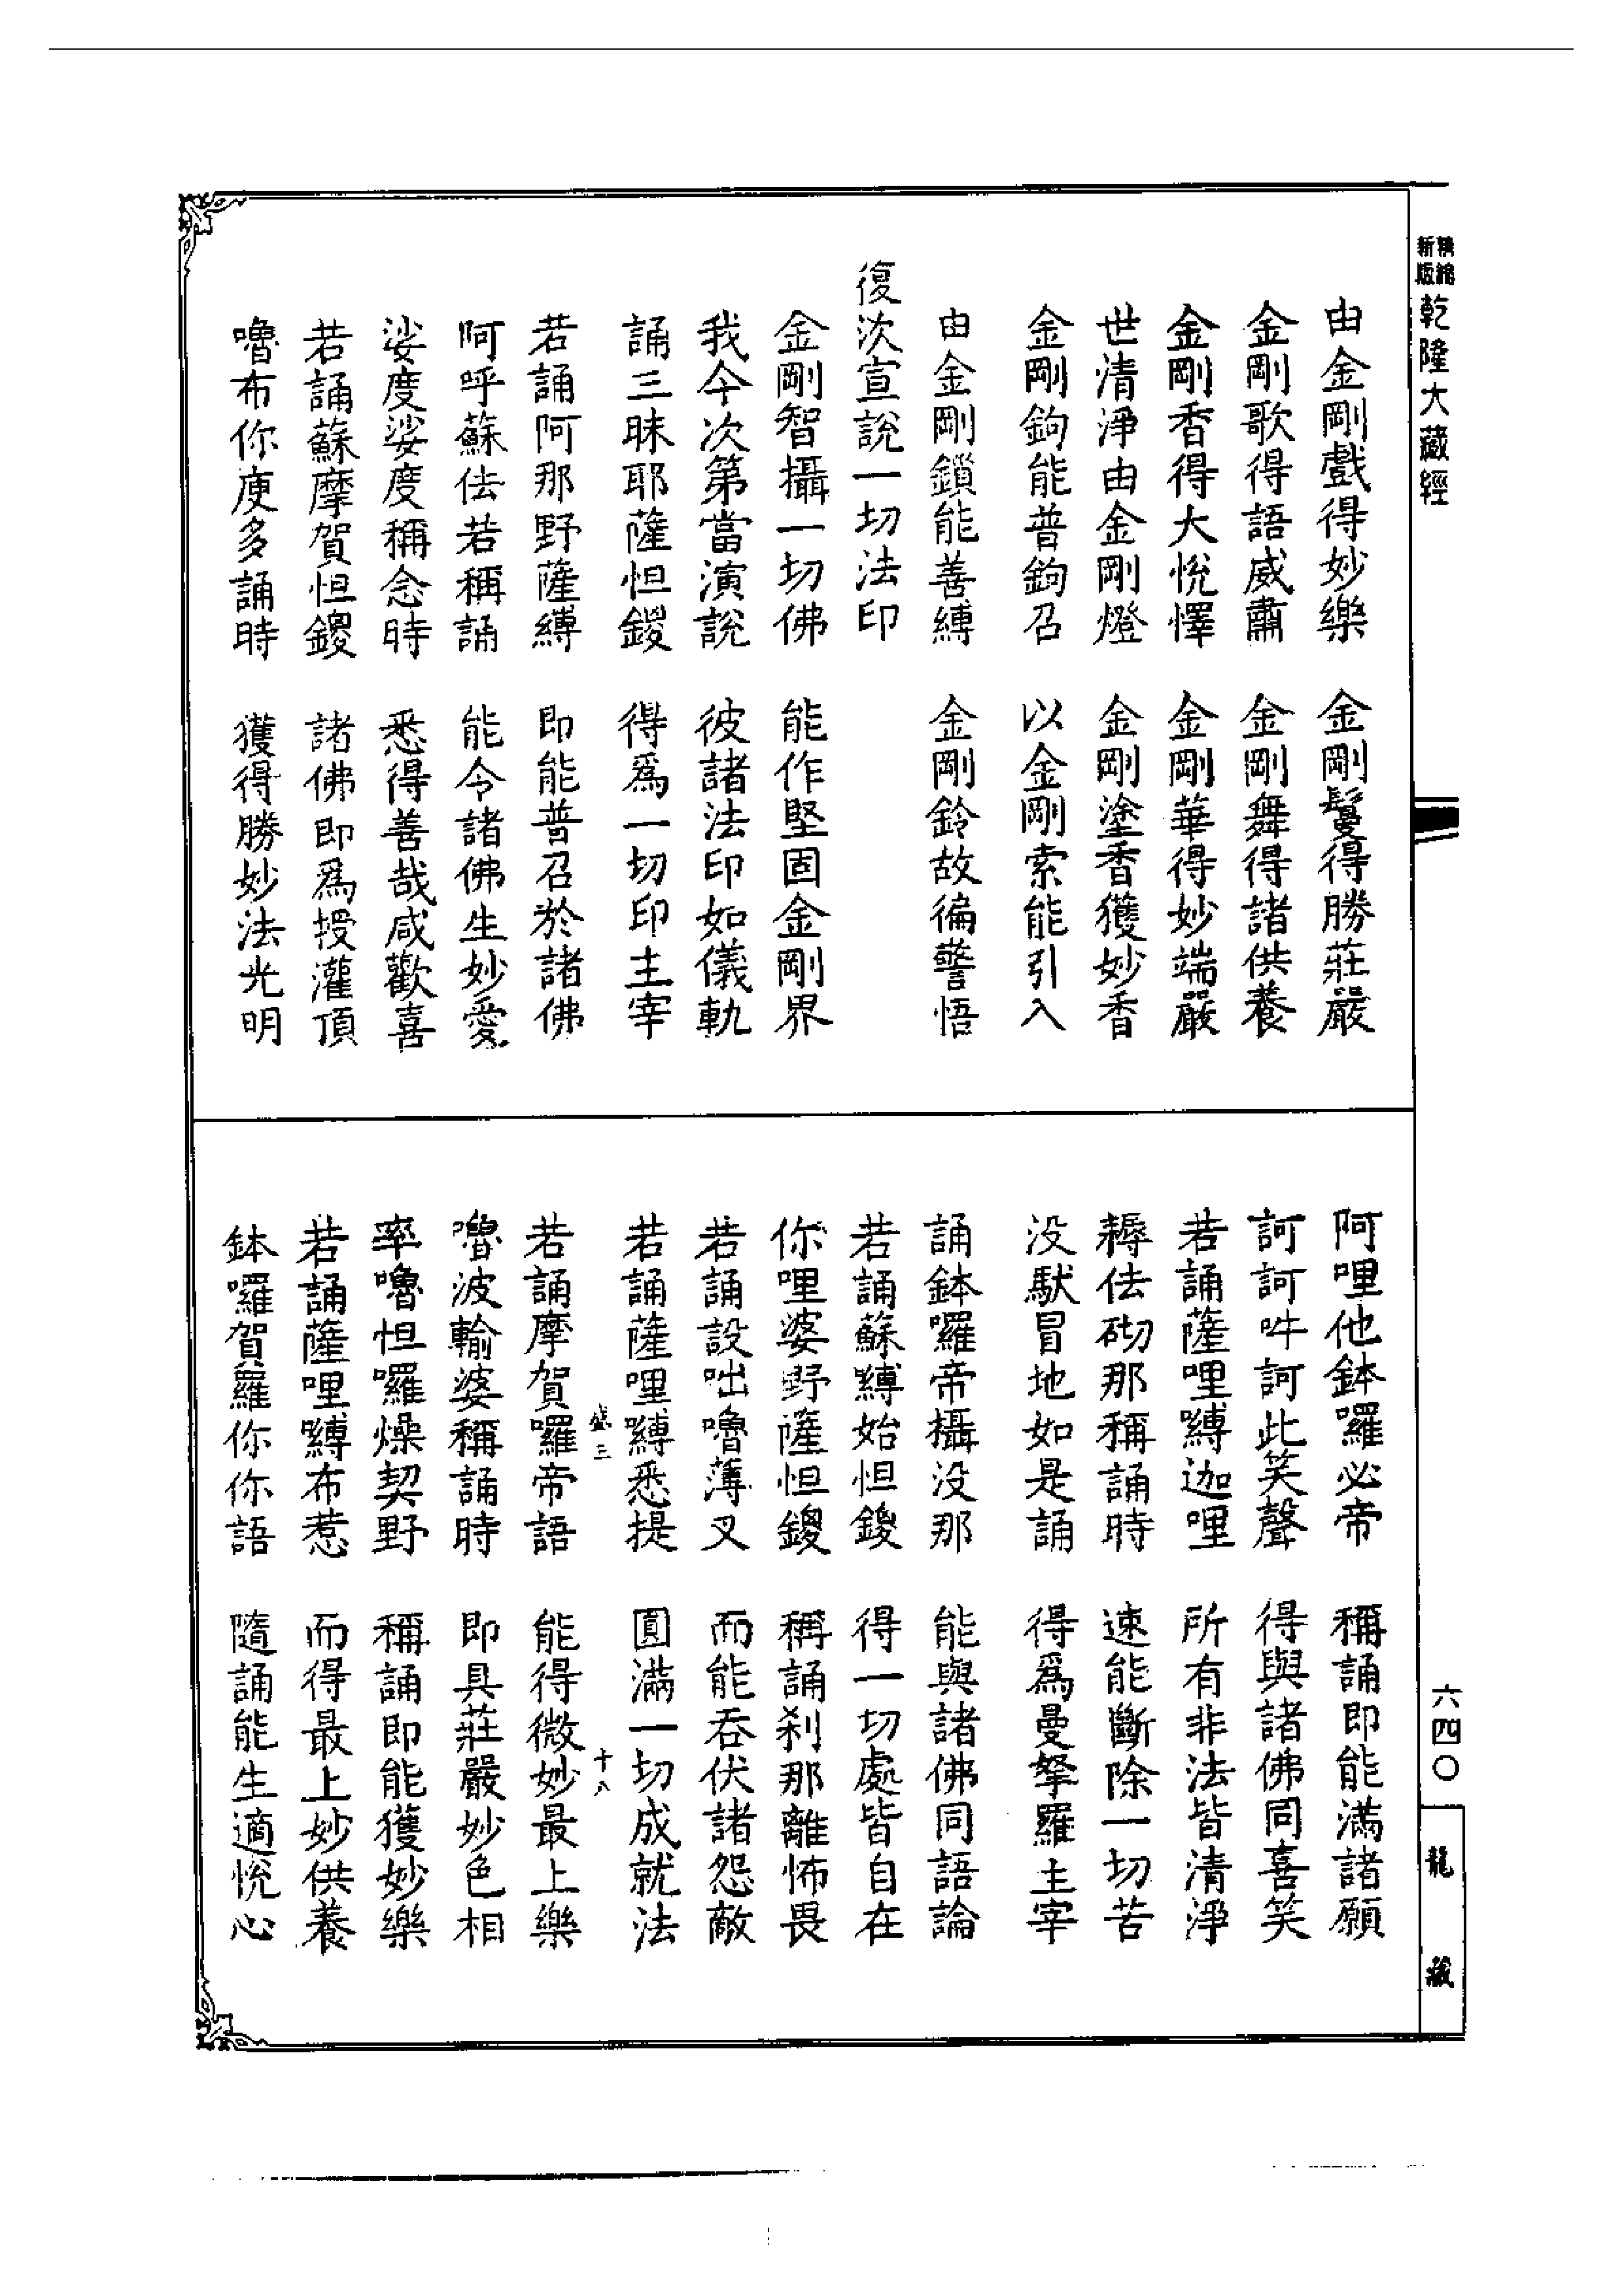 精縮新版 乾隆大藏經
由金剛戲得妙樂 金剛鬘得勝莊嚴
金剛歌得語威肅 金剛舞得諸供養
金剛香得大悅懌 金剛華得妙端嚴
世清淨由金剛燈 金剛塗香獲妙香
金剛鉤能普鉤召 以金剛索能引入
由金剛鎖能善縛 金剛鈴故徧警悟
復次宣說一切法印
金剛智攝一切佛 能作堅固金剛界
我今次第當演說 彼諸法印如儀軌
誦三昧耶薩怛鑁 得爲一切印主宰
若誦阿那野薩縛 即能普召於諸佛
阿呼蘇佉若稱誦 能令諸佛生妙愛
娑度娑度稱念時 悉得善哉咸歡喜
若誦蘇摩賀怛鑁 諸佛即爲授灌頂
嚕布你庾多誦時 獲得勝妙法光明
阿哩他鉢囉必帝 稱誦即能滿諸願
訶訶吽訶此笑聲 得與諸佛同喜笑
若誦薩哩嚩迦哩 所有非法皆清淨
耨佉砌那稱誦時 速能斷除一切苦
没馱冒地如是誦 得爲曼拏羅主宰
誦鉢囉帝攝没那 能與諸佛同語論
若誦蘇嚩始怛鑁 得一切處皆自在
你哩婆野薩怛鑁 稱誦刹那離怖畏
若誦設咄嚕薄叉 而能吞伏諸怨敵
若誦薩哩嚩悉提 圓滿一切成就法
盛三 十八
若誦摩賀囉帝語 能得微妙最上樂
嚕波輸婆稱誦時 即具莊嚴妙色相
率嚕怛囉燥契野 稱誦即能獲妙樂
若誦薩哩嚩布惹 而得最上妙供養
鉢囉賀羅你你語 隨誦能生適悅心
六四〇
龍藏